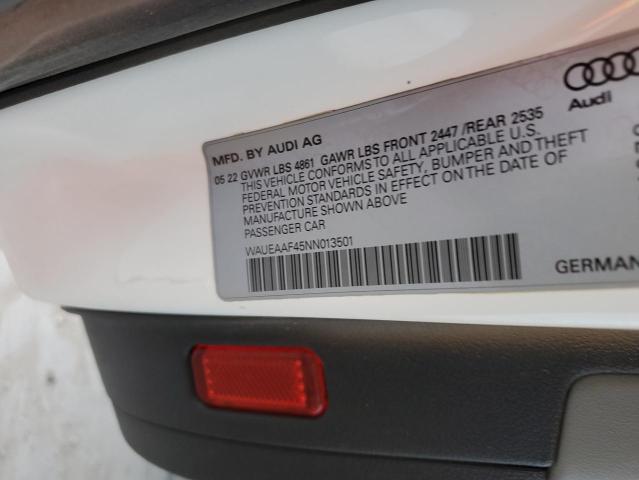 Audi
MFD. BY AUDI AG
05 22 GVWR LBS 4861 GAWR LBS FRONT 2447 /REAR 2535
THIS VEHICLE CONFORMS TO ALL APPLICABLE U.S.
FEDERAL MOTOR VEHICLE SAFETY, BUMPER AND THEFT
PREVENTION STANDARDS IN EFFECT ON THE DATE OF
MANUFACTURE SHOWN ABOVE
PASSENGER CAR
WAUEAAF45NN013501
GERMAN